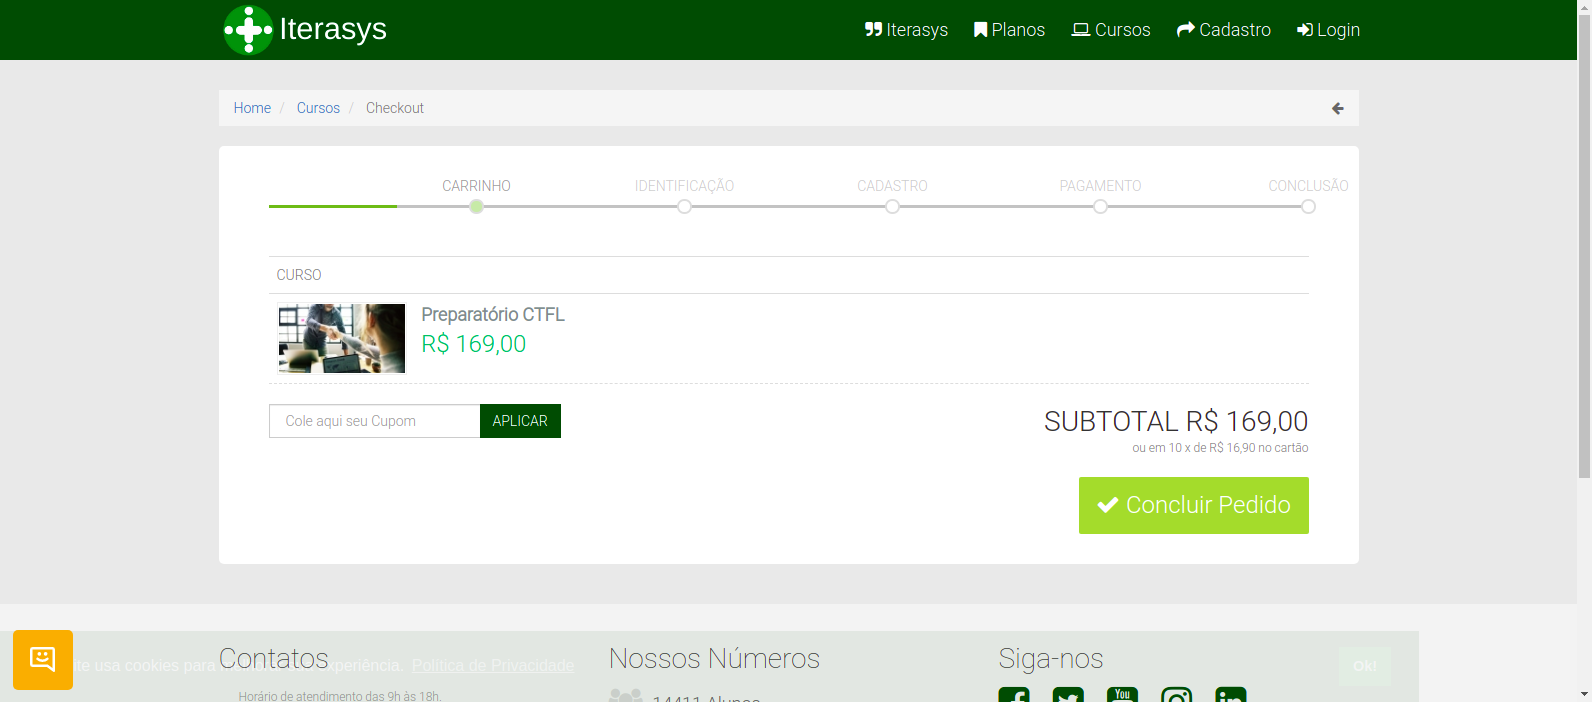 Iterasys
Iterasys Planos Cursos Cadastro Login
Home / Cursos / Checkout
CARRINHO IDENTIFICAÇÃO CADASTRO PAGAMENTO CONCLUSÃO
CURSO
Preparatório CTFL
R$ 169,00
Cole aqui seu Cupom APLICAR
SUBTOTAL R$ 169,00
ou em 10 x de R$ 16,90 no cartão
Concluir Pedido
Contatos Nossos Números Siga-nos
usa cookies para experiência. Política de Privacidade Ok!
Horário de atendimento das 9h às 18h.
14411 Alunos
You